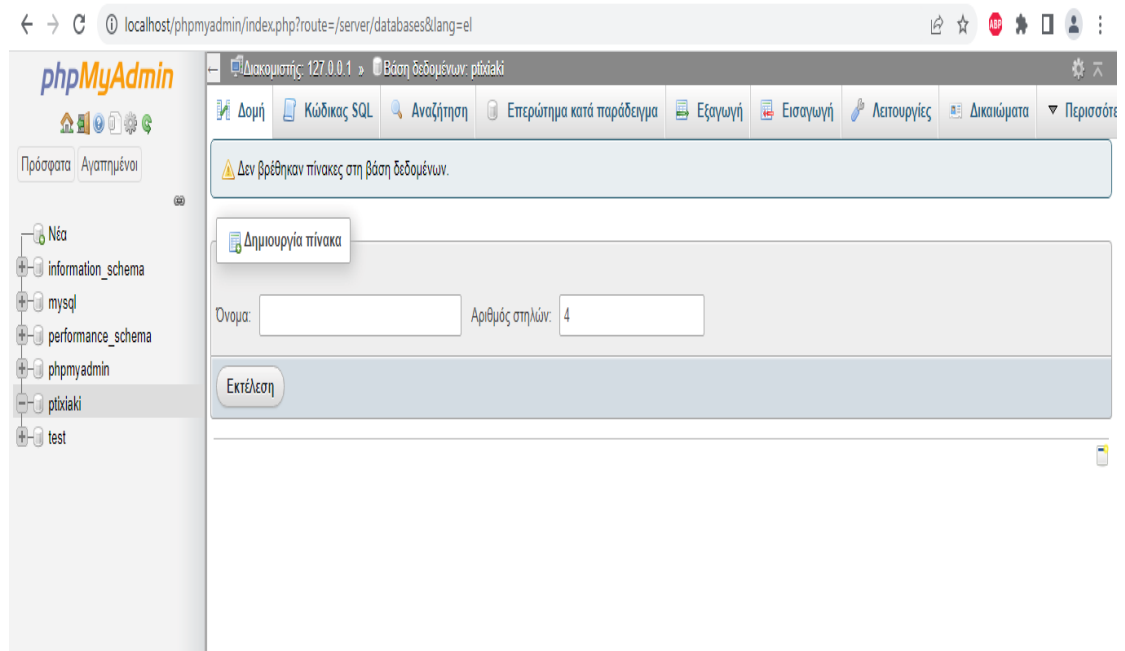 localhost/phpmyadmin/index.php?route=/server/databases&lang=el
ABP
phpMyAdmin
Πρόσφατα Αγαπημένοι
Νέα
information_schema
mysql
performance_schema
phpmyadmin
ptixiaki
test
Διακομιστής: 127.0.0.1 » Βάση δεδομένων: ptixiaki
Δομή Κώδικας SQL Αναζήτηση Επερώτημα κατά παράδειγμα Εξαγωγή Εισαγωγή Λειτουργίες Δικαιώματα Περισσότε
Δεν βρέθηκαν πίνακες στη βάση δεδομένων.
Δημιουργία πίνακα
Όνομα: Αριθμός στηλών: 4
Εκτέλεση